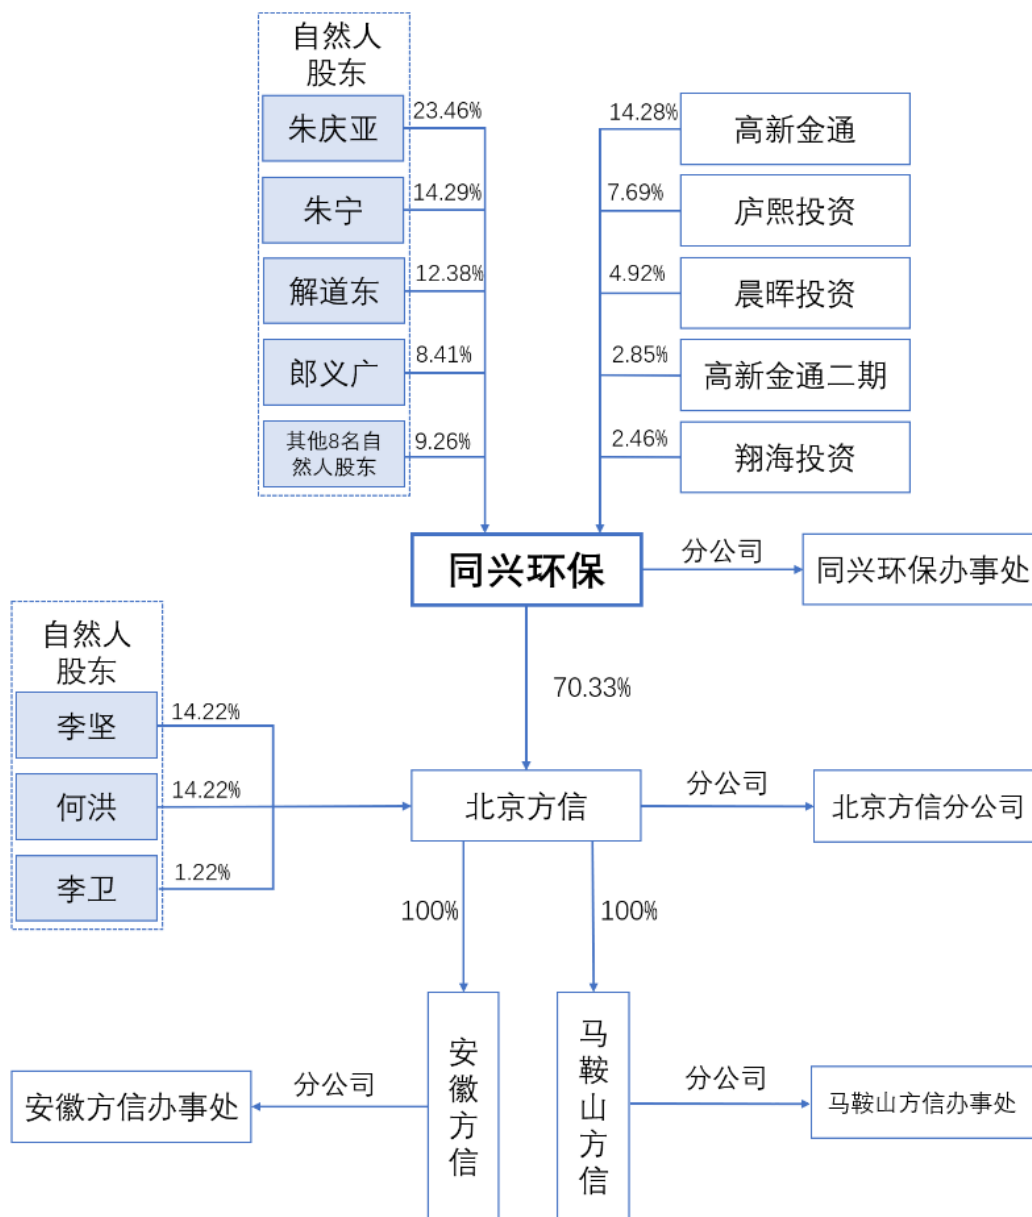 自然人
股东
朱庆亚
23.46%
朱宁
14.29%
解道东
12.38%
郎义广
8.41%
其他8名自
然人股东
9.26%
14.28%
高新金通
7.69%
庐熙投资
4.92%
晨晖投资
2.85%
高新金通二期
2.46%
翔海投资
同兴环保
分公司
同兴环保办事处
70.33%
自然人
股东
李坚
14.22%
何洪
14.22%
李卫
1.22%
北京方信
分公司
北京方信分公司
100%
100%
安徽方信
马鞍山方信
分公司
安徽方信办事处
分公司
马鞍山方信办事处